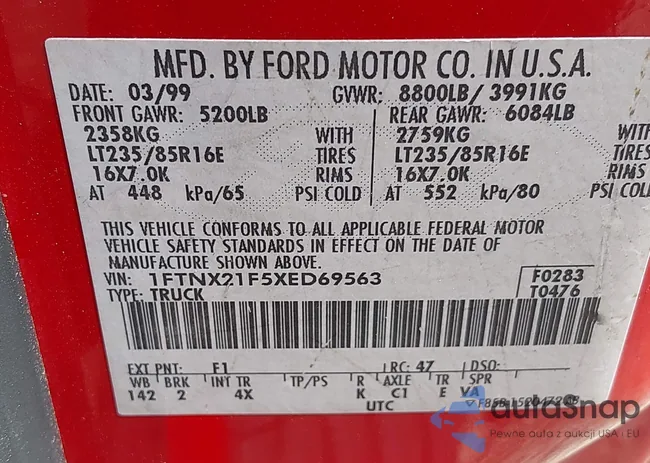 MFD. BY FORD MOTOR CO. IN U.S.A.
DATE: 03/99 GVWR: 8800LB/ 3991KG
FRONT GAWR: 5200LB REAR GAWR: 6084LB
2358KG WITH 2759KG WITH
LT235/85R16E TIRES LT235/85R16E TIRES
16X7.0K RIMS 16X7.0K RIMS
AT 448 kPa/65 PSI COLD AT 552 kPa/80 PSI COLD
THIS VEHICLE CONFORMS TO ALL APPLICABLE FEDERAL MOTOR
VEHICLE SAFETY STANDARDS IN EFFECT ON THE DATE OF
MANUFACTURE SHOWN ABOVE.
VIN: 1FTNX21F5XED69563 F0283
TYPE: TRUCK T0476
EXT PNT: F1 RC: 47 DSO:
WB BRK INT TR TP/PS R AXLE TR SPR
142 2 4X K C1 E VA
UTC
autaSnap
Pewne auta z aukcji USA i EU